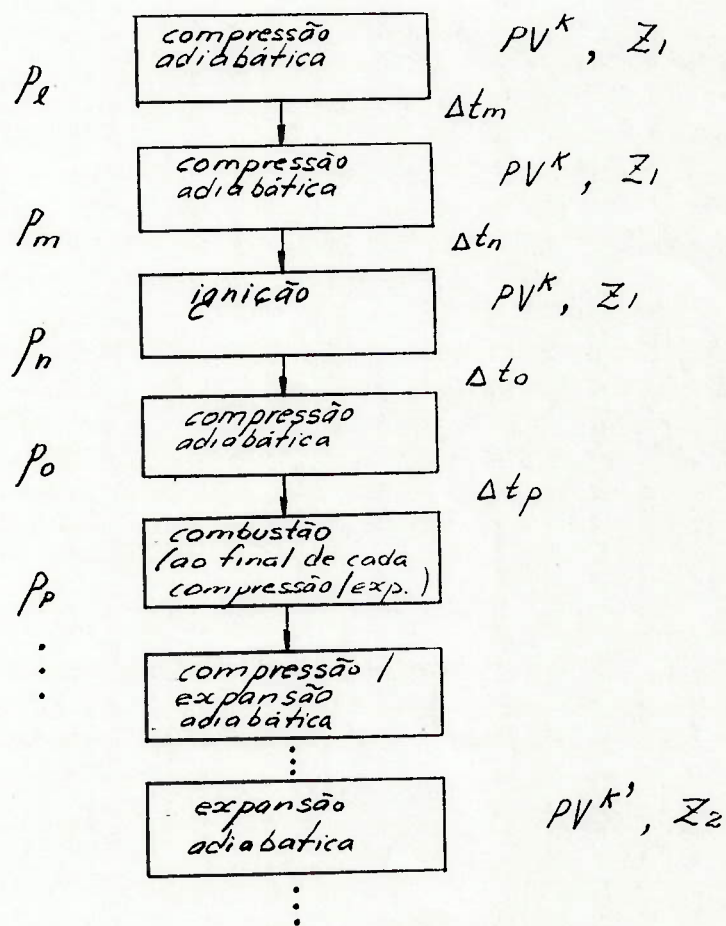 compressão
adiabática
PV^K, Z1
Pℓ
Δtm
compressão
adiabática
PV^K, Z1
Pm
Δtn
ignição
PV^K, Z1
Pn
Δto
compressão
adiabática
Po
Δtp
combustão
(ao final de cada
compressão/exp.)
Pp
compressão/
expansão
adiabática
expansão
adiabatica
PV^K', Z2